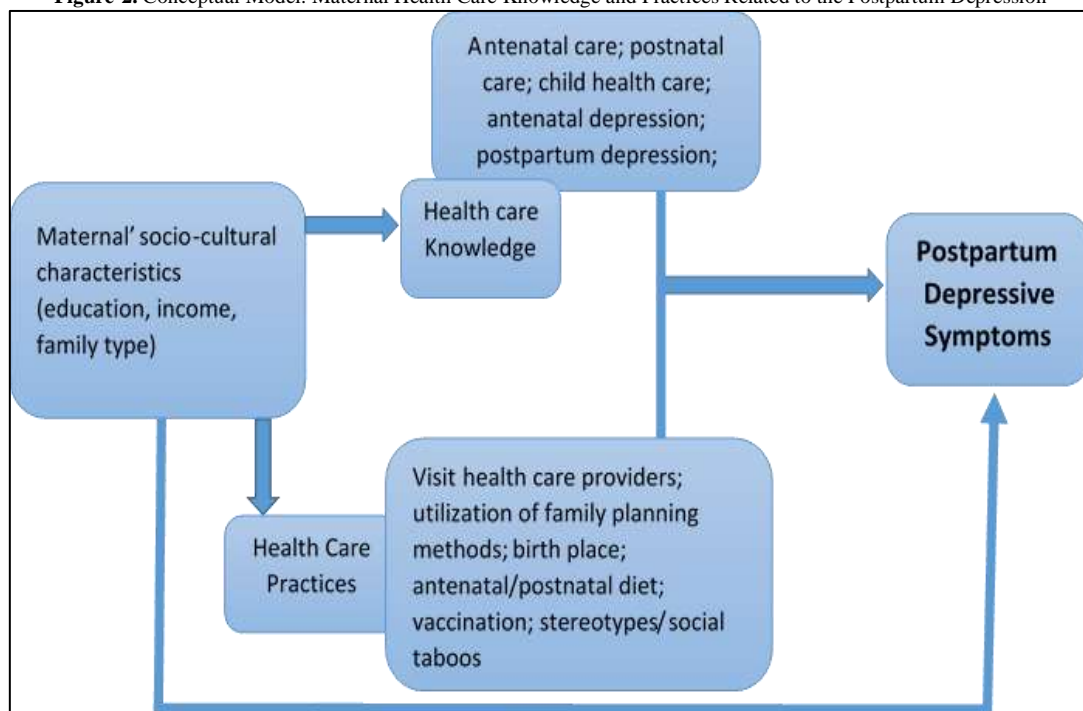 Figure 2. Conceptual Model: Maternal Health Care Knowledge and Practices Related to the Postpartum Depression
Antenatal care; postnatal
care; child health care;
antenatal depression;
postpartum depression;
Health care
Knowledge
Maternal' socio-cultural
characteristics
(education, income,
family type)
Postpartum
Depressive
Symptoms
Visit health care providers;
utilization of family planning
methods; birth place;
antenatal/postnatal diet;
vaccination; stereotypes/social
taboos
Health Care
Practices